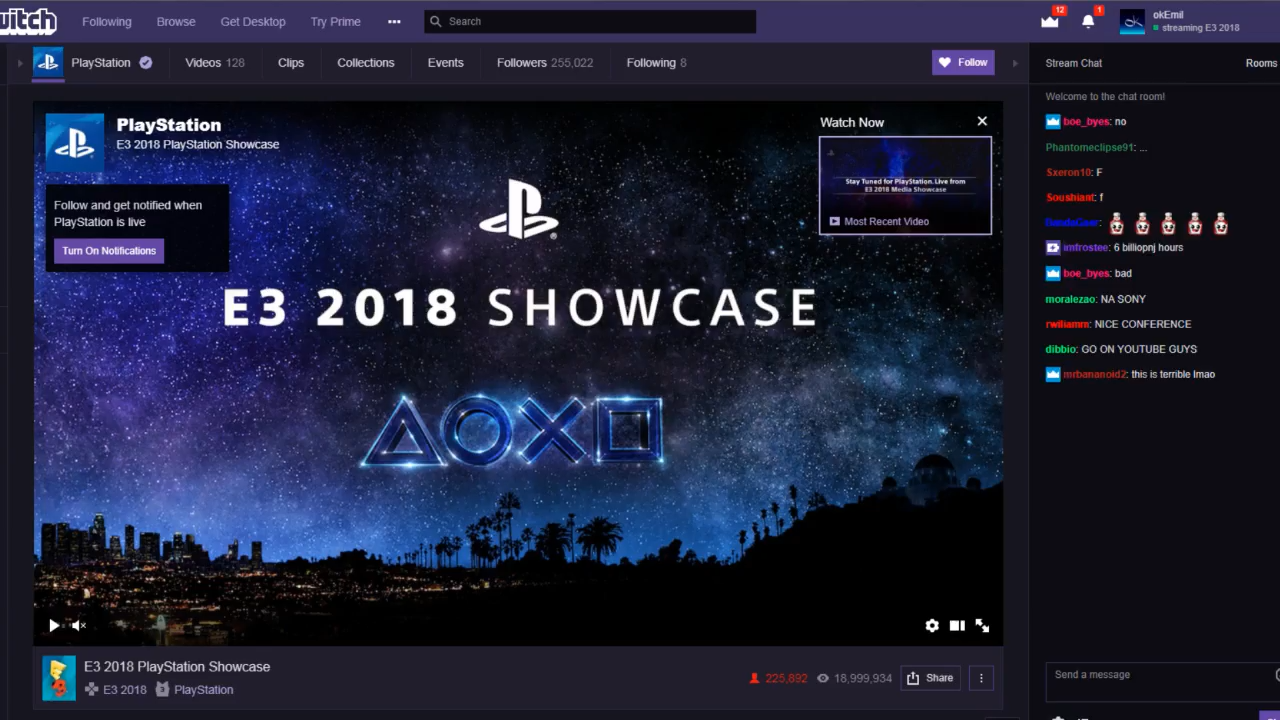 witch Following Browse Get Desktop Try Prime ••• Search 12 1 okEmil
streaming E3 2018
PlayStation Videos 128 Clips Collections Events Followers 255,022 Following 8 Follow
PlayStation
E3 2018 PlayStation Showcase
Follow and get notified when
PlayStation is live
Turn On Notifications
Watch Now
Stay Tuned for PlayStation.Live from
E3 2018 Media Showcase
Most Recent Video
E3 2018 SHOWCASE
E3 2018 PlayStation Showcase
E3 2018 PlayStation
225,892 18,999,934 Share
Stream Chat Rooms
Welcome to the chat room!
boe_byes: no
Phantomeclipse91: ...
Sxeron10: F
Soushiant: f
imfrostee: 6 billiopnj hours
boe_byes: bad
moralezao: NA SONY
rwiliamm: NICE CONFERENCE
dibbio: GO ON YOUTUBE GUYS
mrbananoid2: this is terrible lmao
Send a message